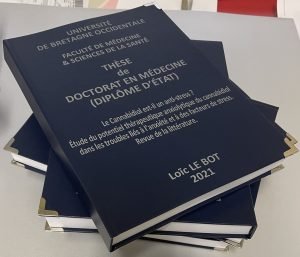 UNIVERSITÉ
DE BRETAGNE OCCIDENTALE
FACULTÉ DE MÉDECINE
& SCIENCES DE LA SANTÉ
THÈSE
de
DOCTORAT EN MÉDECINE
(DIPLÔME D'ÉTAT)
Le Cannabidiol est-il un anti-stress ?
Étude du potentiel thérapeutique anxiolytique du cannabidiol
dans les troubles liés à l'anxiété et à des facteurs de stress.
Revue de la littérature.
Loïc LE BOT
2021